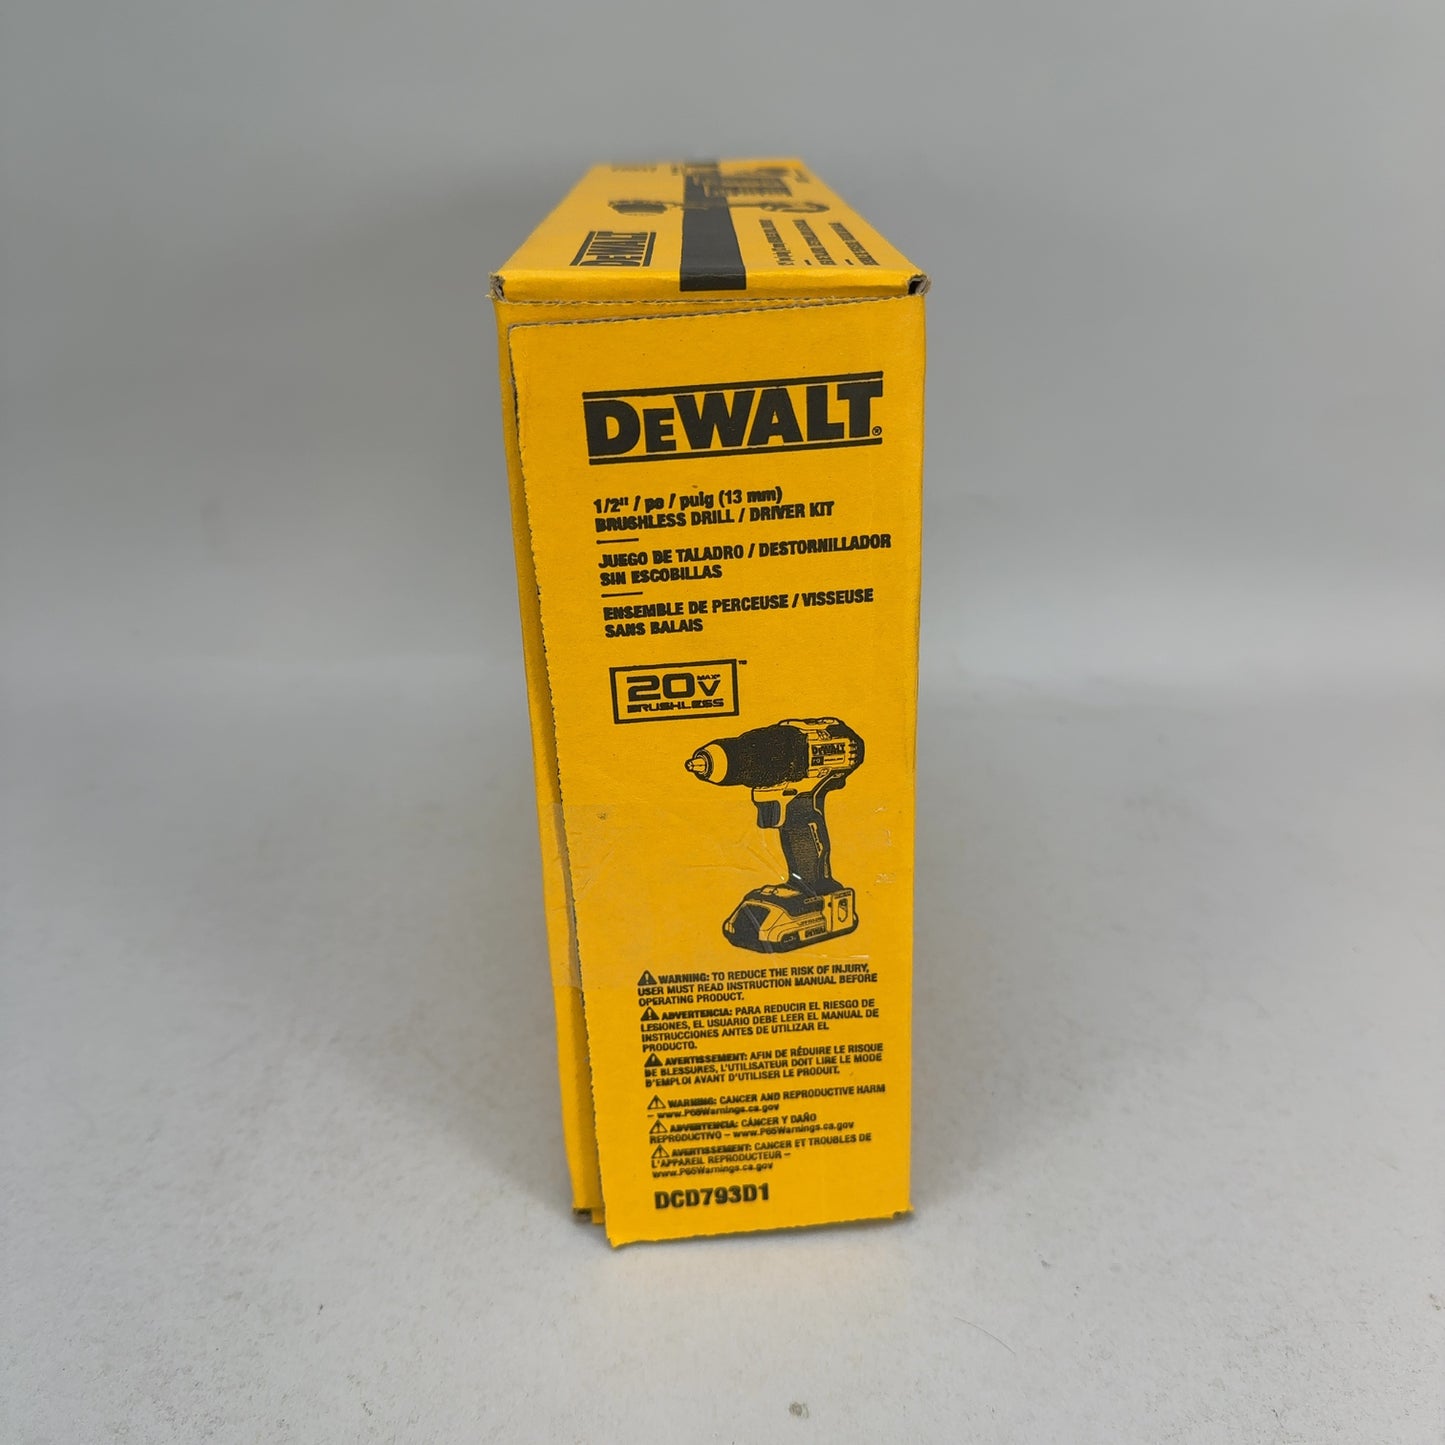 DEWALT
DEWALT®
1/2" / po / pulg (13 mm)
BRUSHLESS DRILL / DRIVER KIT
JUEGO DE TALADRO / DESTORNILLADOR
SIN ESCOBILLAS
ENSEMBLE DE PERCEUSE / VISSEUSE
SANS BALAIS
20V MAX* TM
BRUSHLESS
DEWALT
DEWALT
⚠ WARNING: TO REDUCE THE RISK OF INJURY,
USER MUST READ INSTRUCTION MANUAL BEFORE
OPERATING PRODUCT.
⚠ ADVERTENCIA: PARA REDUCIR EL RIESGO DE
LESIONES, EL USUARIO DEBE LEER EL MANUAL DE
INSTRUCCIONES ANTES DE UTILIZAR EL
PRODUCTO.
⚠ AVERTISSEMENT: AFIN DE RÉDUIRE LE RISQUE
DE BLESSURES, L'UTILISATEUR DOIT LIRE LE MODE
D'EMPLOI AVANT D'UTILISER LE PRODUIT.
⚠ WARNING: CANCER AND REPRODUCTIVE HARM
– www.P65Warnings.ca.gov
⚠ ADVERTENCIA: CÁNCER Y DAÑO
REPRODUCTIVO – www.P65Warnings.ca.gov
⚠ AVERTISSEMENT: CANCER ET TROUBLES DE
L'APPAREIL REPRODUCTEUR –
www.P65Warnings.ca.gov
DCD793D1